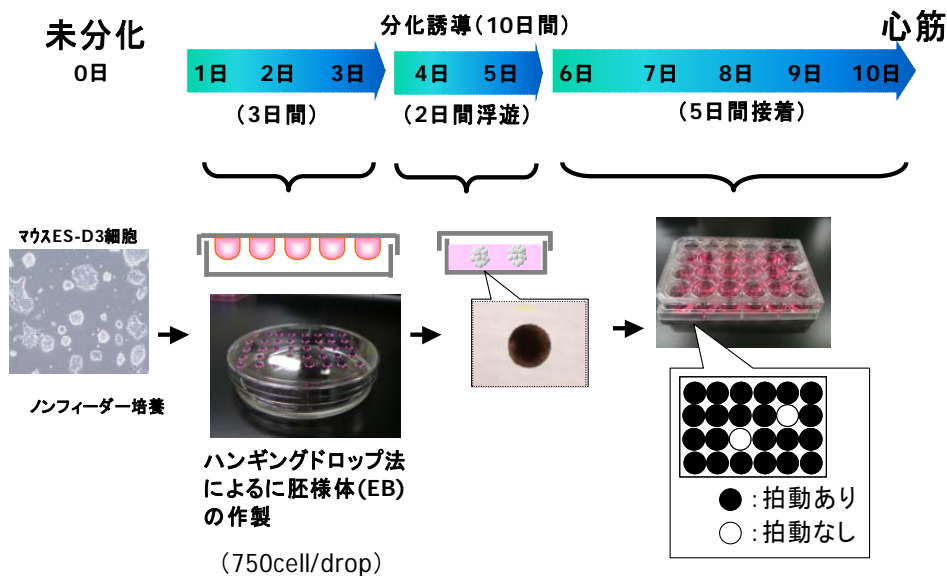 分化誘導（10日間）
未分化
心筋
0日
1日 2日 3日
4日 5日
6日 7日 8日 9日 10日
（3日間）
（2日間浮遊）
（5日間接着）
マウスES-D3細胞
ノンフィーダー培養
ハンギングドロップ法
によるに胚様体(EB)
の作製
（750cell/drop）
●：拍動あり
○：拍動なし